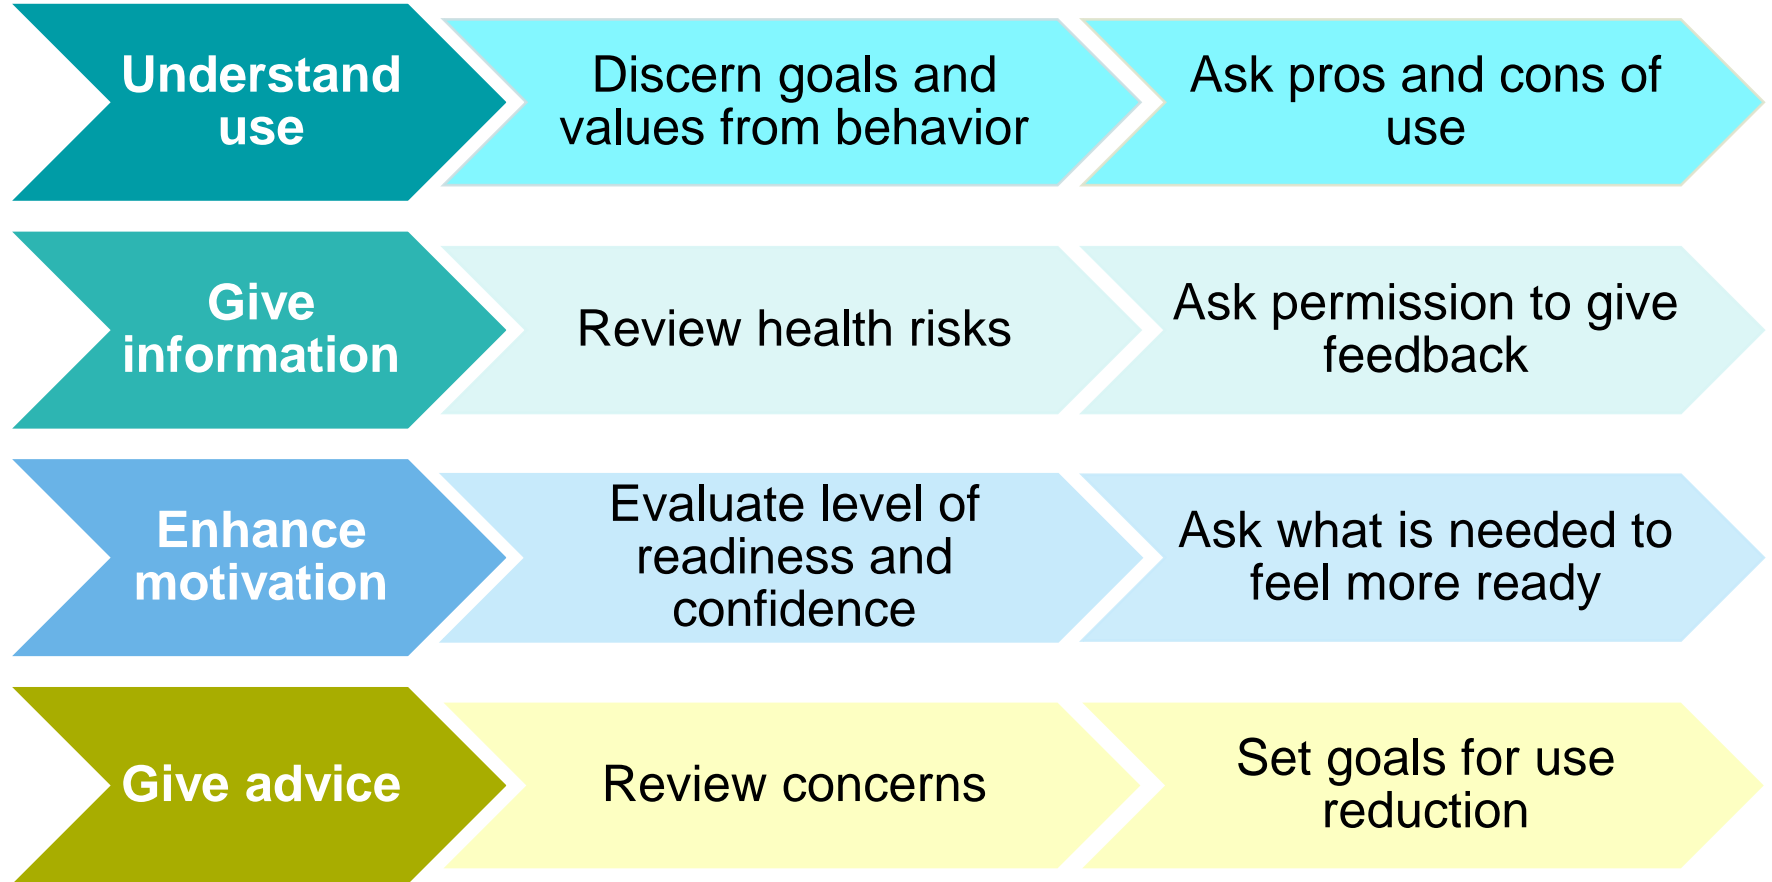 Understand
use
Discern goals and
values from behavior
Ask pros and cons of
use
Give
information
Review health risks
Ask permission to give
feedback
Enhance
motivation
Evaluate level of
readiness and
confidence
Ask what is needed to
feel more ready
Give advice
Review concerns
Set goals for use
reduction